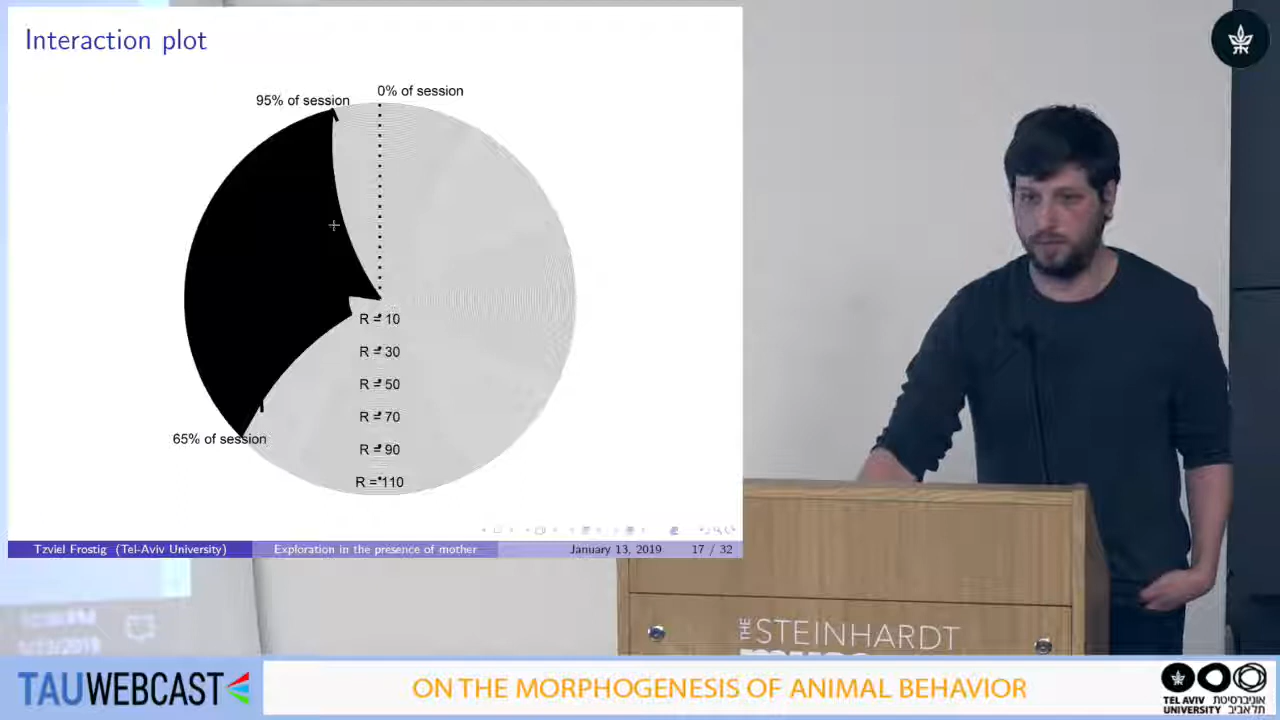 Interaction plot
95% of session
0% of session
R = 10
R = 30
R = 50
R = 70
R = 90
R = 110
65% of session
Tzviel Frostig (Tel-Aviv University)
Exploration in the presence of mother
January 13, 2019
17 / 32
THE STEINHARDT
TAUWEBCAST
ON THE MORPHOGENESIS OF ANIMAL BEHAVIOR
TEL AVIV אוניברסיטת
UNIVERSITY תל אביב